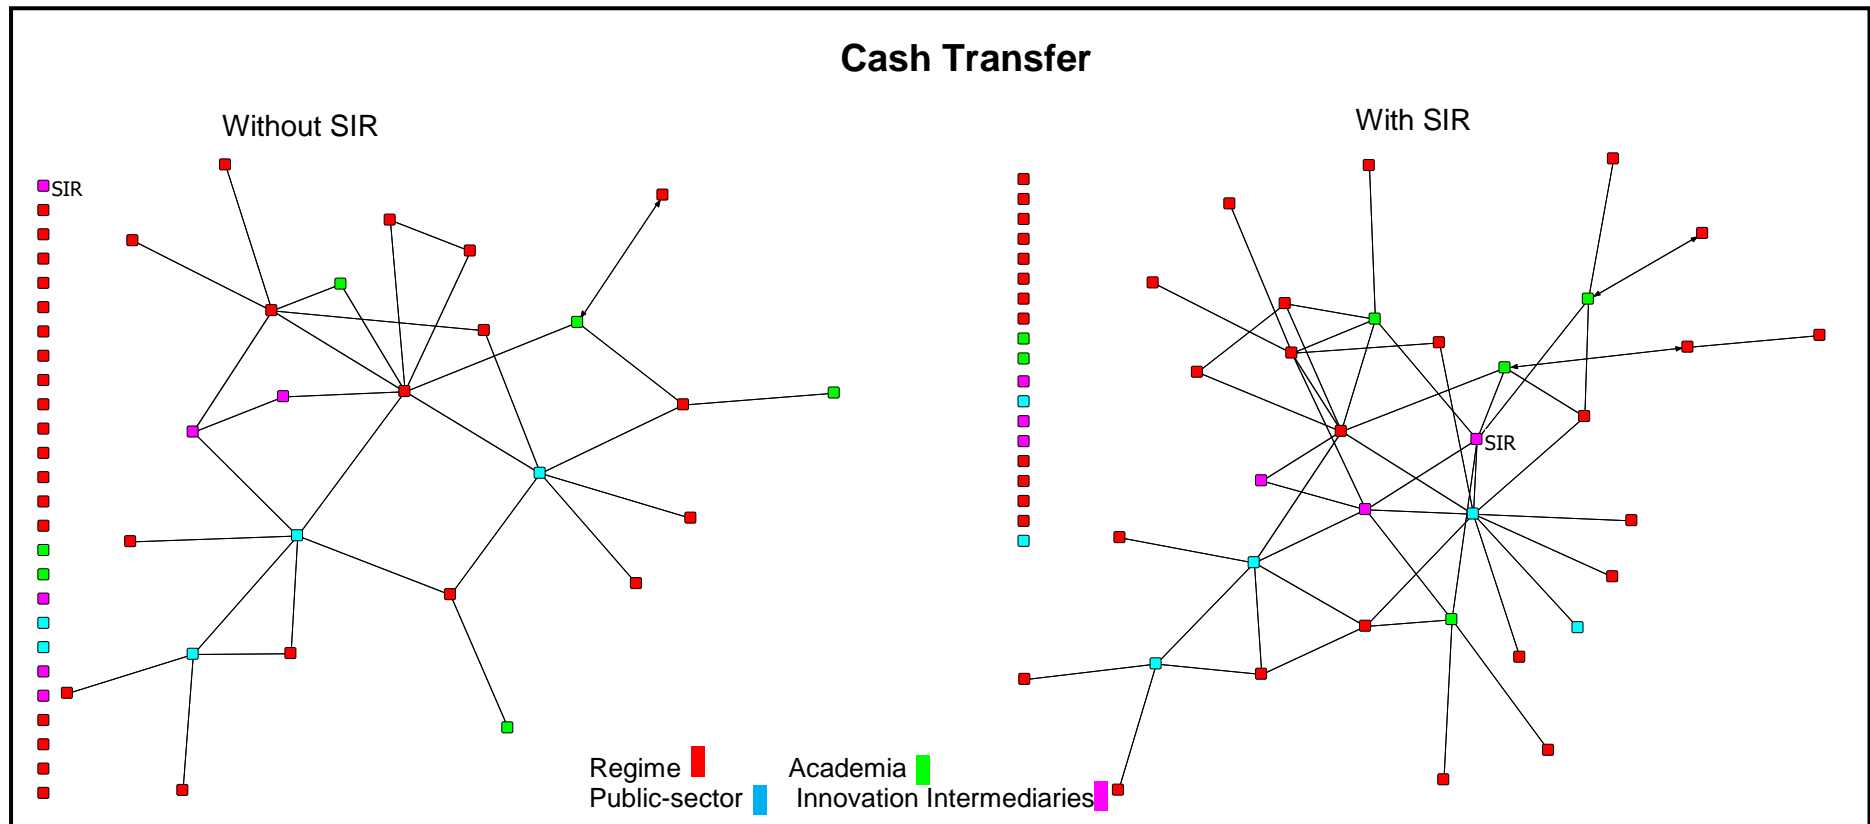 Cash Transfer
Without SIR
With SIR
SIR
SIR
Regime
Academia
Public-sector
Innovation Intermediaries